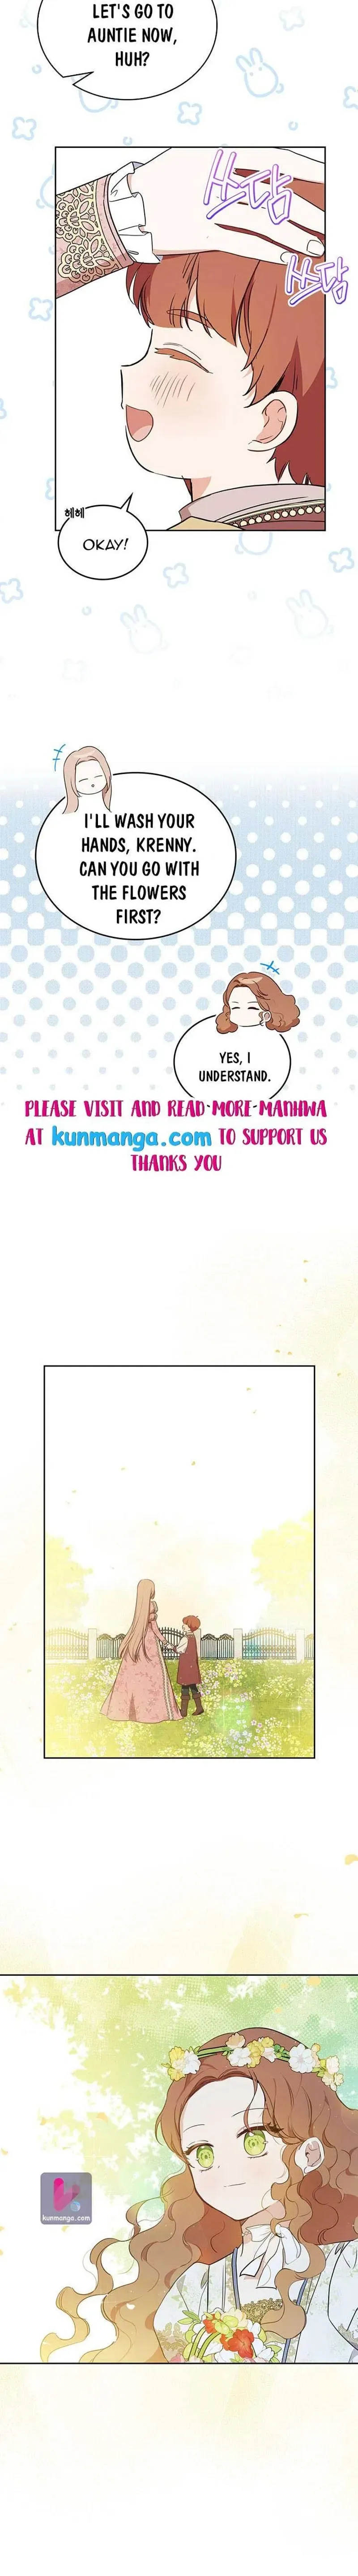 LET'S GO TO
AUNTIE NOW,
HUH?
쓰담
쓰담
헤헤
OKAY!
I'LL WASH YOUR
HANDS, KRENNY.
CAN YOU GO WITH
THE FLOWERS
FIRST?
YES, I
UNDERSTAND.
PLEASE VISIT AND READ MORE MANHWA
AT kunmanga.com TO SUPPORT US
THANKS YOU
kunmanga.com